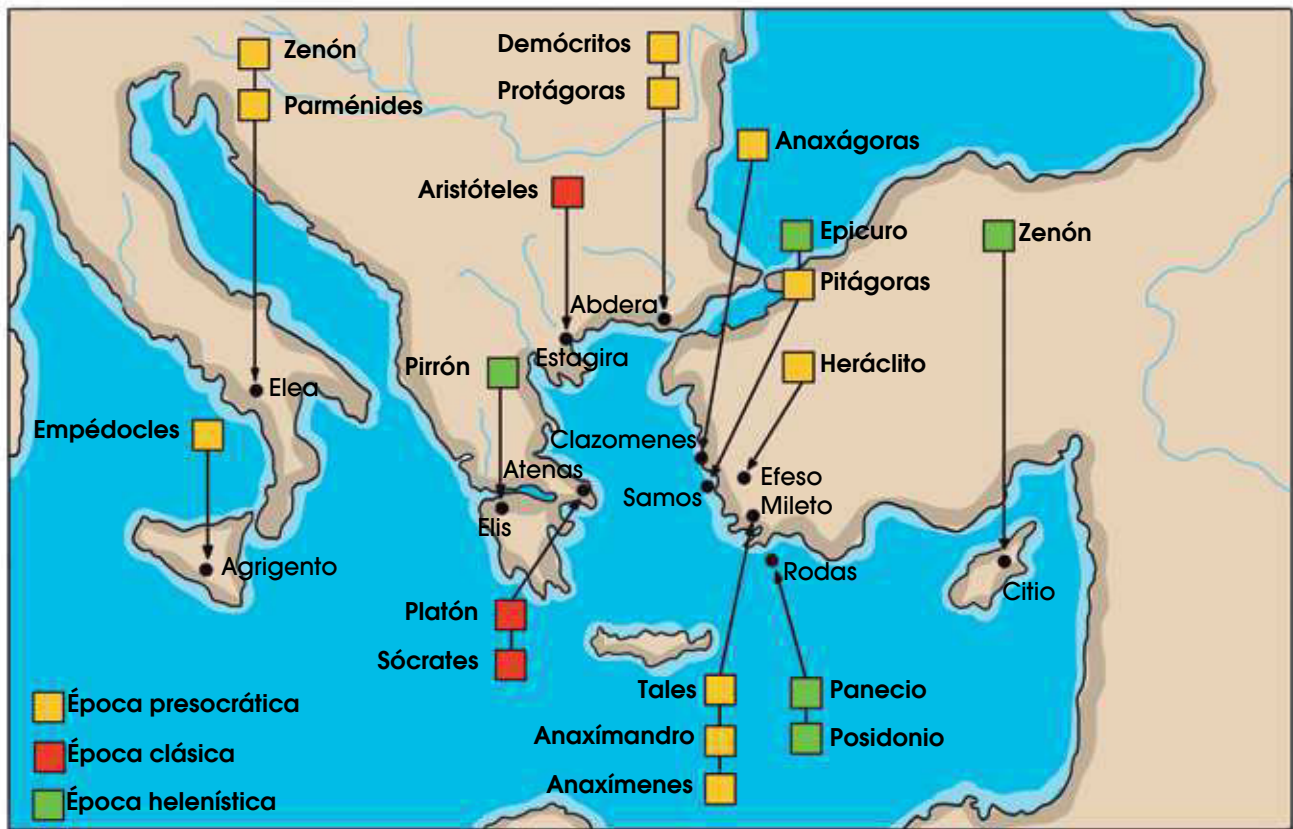 Zenón
Parménides
Demócritos
Protágoras
Anaxágoras
Aristóteles
Epicuro
Zenón
Pitágoras
Abdera
Estagira
Pirrón
Heráclito
Elea
Empédocles
Clazomenes
Atenas
Efeso
Samos
Mileto
Elis
Agrigento
Rodas
Citio
Platón
Sócrates
Tales
Panecio
Anaxímandro
Posidonio
Anaxímenes
Época presocrática
Época clásica
Época helenística